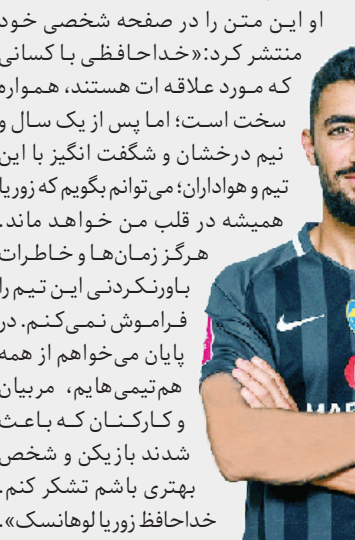 او این متن را در صفحه شخصی خود
منتشر کرد: «خداحافظی با کسانی
که مورد علاقه ات هستند، همواره
سخت است؛ اما پس از یک سال و
نیم درخشان و شگفت انگیز با این
تیم و هواداران؛ می‌توانم بگویم که زوریا
همیشه در قلب من خواهد ماند.
هرگز زمان‌ها و خاطرات
باورنکردنی این تیم را
فراموش نمی‌کنم. در
پایان می‌خواهم از همه
هم‌تیمی‌هایم، مربیان
و کارکنان که باعث
شدند بازیکن و شخص
بهتری باشم تشکر کنم.
خداحافظ زوریا لوهانسک».